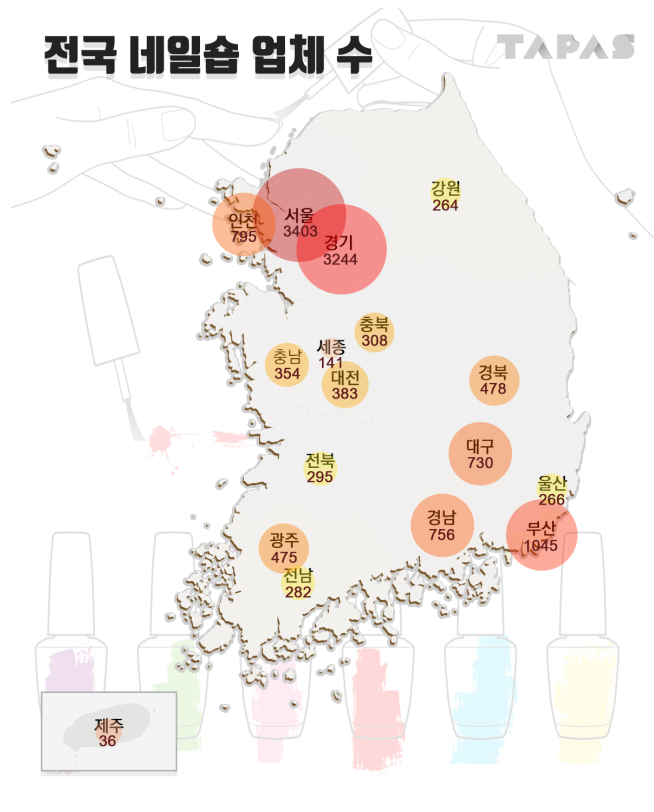 전국 네일숍 업체 수
TAPAS
강원
264
인천
795
서울
3403
경기
3244
충북
308
세종
141
충남
354
대전
383
경북
478
대구
730
전북
295
울산
266
경남
756
부산
1045
광주
475
전남
282
제주
36